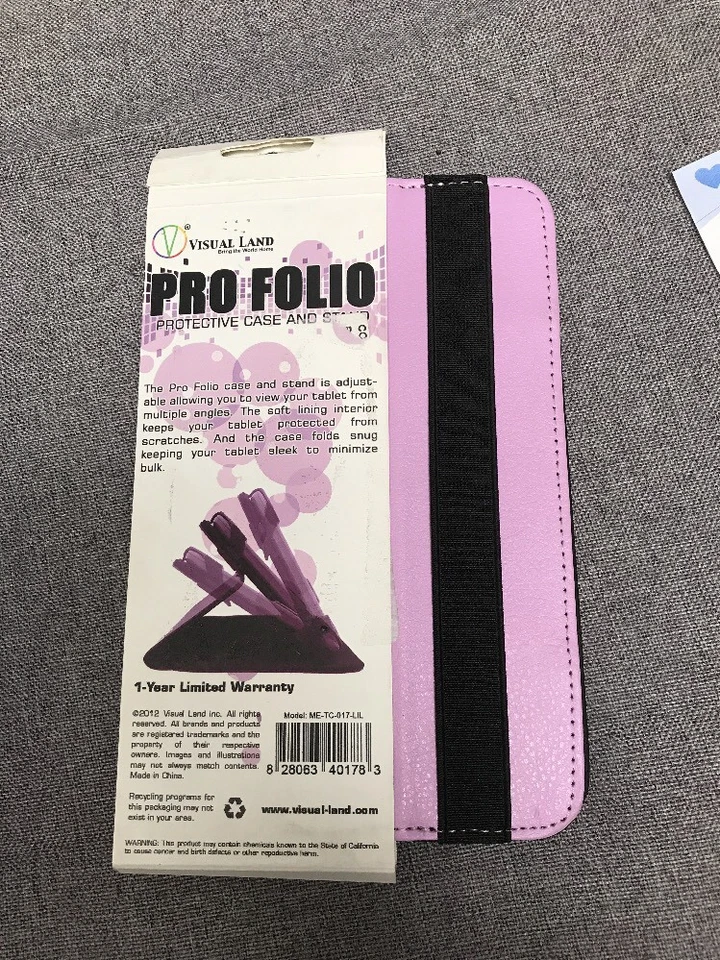 V®
VISUAL LAND
Bring the World Home
PRO FOLIO
PROTECTIVE CASE AND STAND
The Pro Folio case and stand is adjust-
able allowing you to view your tablet from
multiple angles. The soft lining interior
keeps your tablet protected from
scratches. And the case folds snug
keeping your tablet sleek to minimize
bulk.
1-Year Limited Warranty
©2012 Visual Land Inc. All rights
reserved. All brands and products
are registered trademarks and the
property of their respective
owners. Images and illustrations
may not always match contents.
Made in China.
Model: ME-TC-017-LIL
8 28063 40178 3
Recycling programs for
this packaging may not
exist in your area.
www.visual-land.com
WARNING: This product may contain chemicals known to the State of California
to cause cancer and birth defects or other reproductive harm.